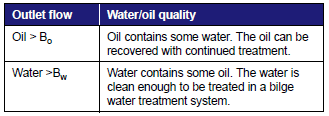 Outlet flow Water/oil quality
Oil > Bo Oil contains some water. The oil can be
recovered with continued treatment.
Water >Bw Water contains some oil. The water is
clean enough to be treated in a bilge
water treatment system.